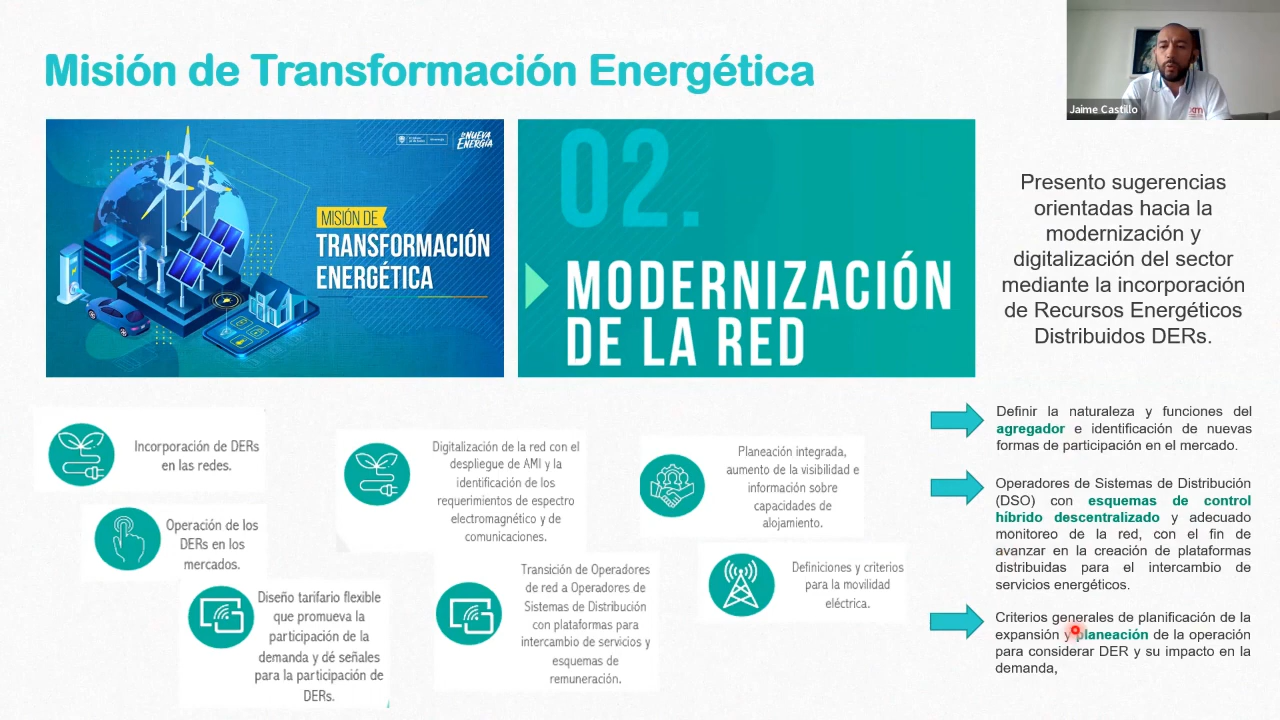 Misión de Transformación Energética
Jaime Castillo
LA NUEVA
ENERGÍA
MISIÓN DE
TRANSFORMACIÓN
ENERGÉTICA
02.
MODERNIZACIÓN
DE LA RED
Presento sugerencias
orientadas hacia la
modernización y
digitalización del sector
mediante la incorporación
de Recursos Energéticos
Distribuidos DERs.
Incorporación de DERs
en las redes.
Operación de los
DERs en los
mercados.
Diseño tarifario flexible
que promueva la
participación de la
demanda y dé señales
para la participación de
DERs.
Digitalización de la red con el
despliegue de AMI y la
identificación de los
requerimientos de espectro
electromagnético y de
comunicaciones.
Transición de Operadores
de red a Operadores de
Sistemas de Distribución
con plataformas para
intercambio de servicios y
esquemas de
remuneración.
Planeación integrada,
aumento de la visibilidad e
información sobre
capacidades de
alojamiento.
Definiciones y criterios
para la movilidad
eléctrica.
Definir la naturaleza y funciones del
agregador e identificación de nuevas
formas de participación en el mercado.
Operadores de Sistemas de Distribución
(DSO) con esquemas de control
híbrido descentralizado y adecuado
monitoreo de la red, con el fin de
avanzar en la creación de plataformas
distribuidas para el intercambio de
servicios energéticos.
Criterios generales de planificación de la
expansión y planeación de la operación
para considerar DER y su impacto en la
demanda,